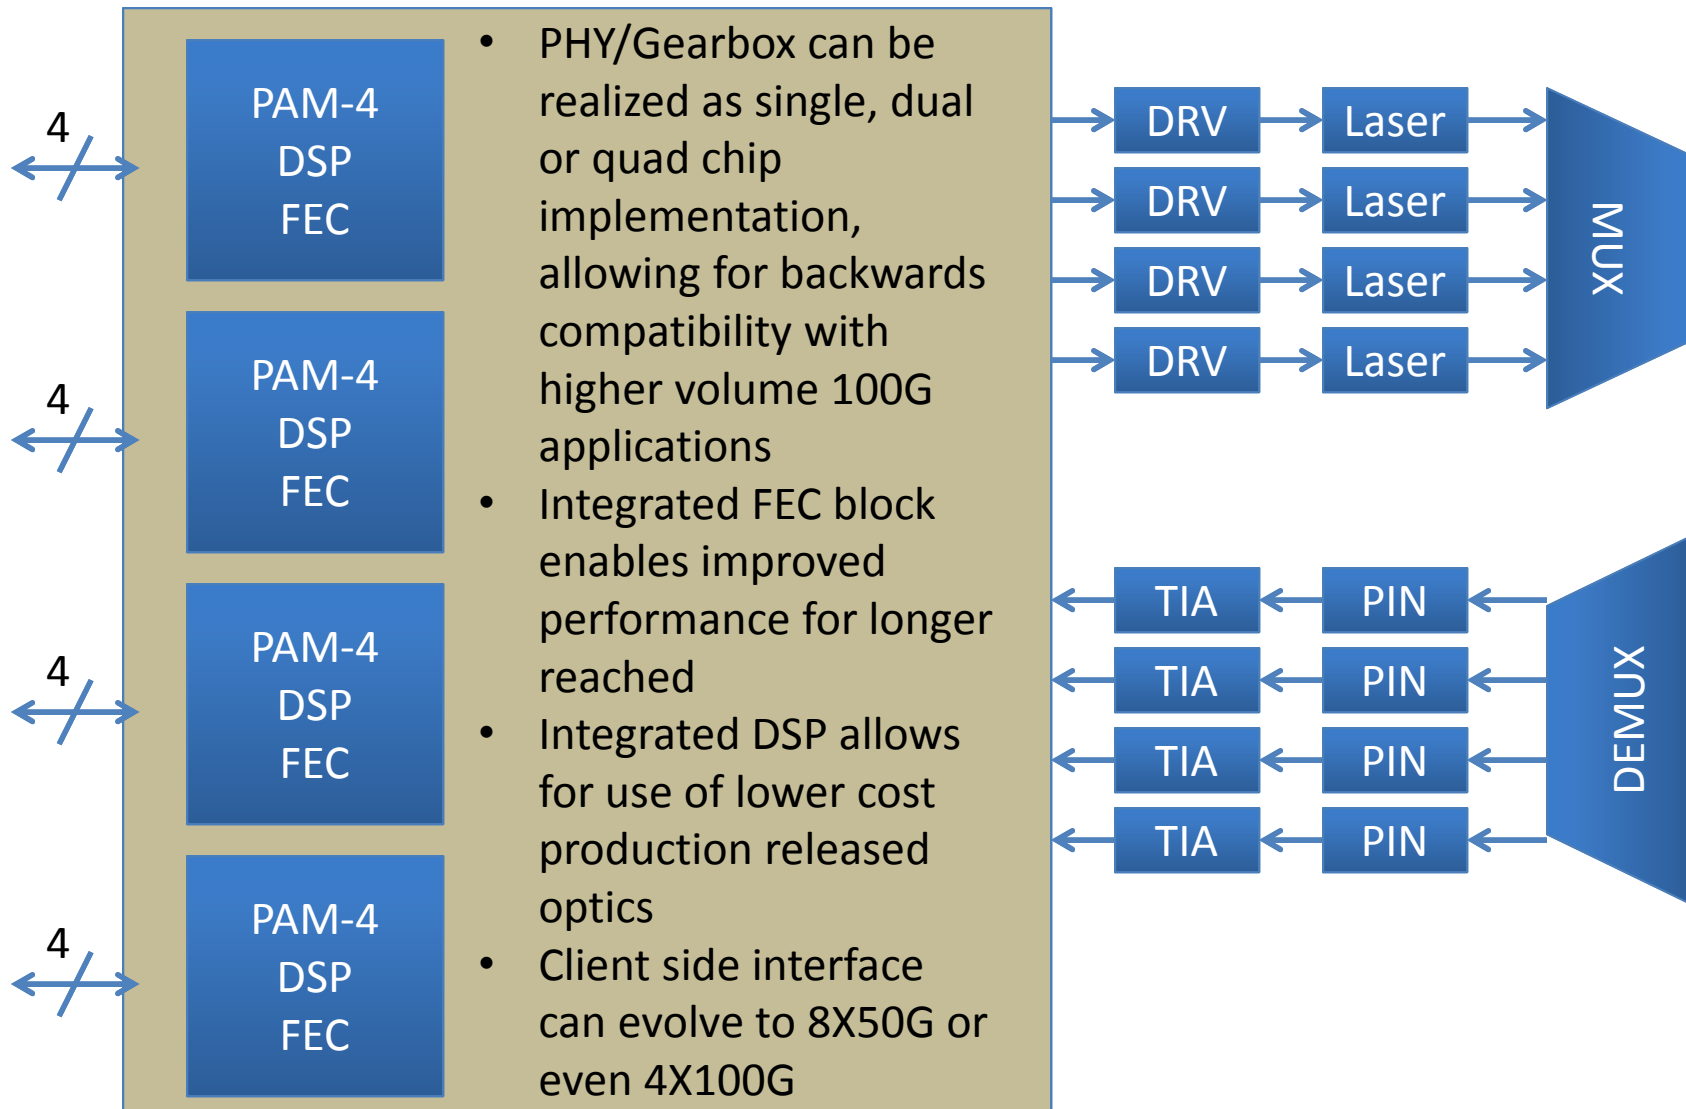 4
PAM-4
DSP
FEC
4
PAM-4
DSP
FEC
4
PAM-4
DSP
FEC
4
PAM-4
DSP
FEC
• PHY/Gearbox can be
realized as single, dual
or quad chip
implementation,
allowing for backwards
compatibility with
higher volume 100G
applications
• Integrated FEC block
enables improved
performance for longer
reached
• Integrated DSP allows
for use of lower cost
production released
optics
• Client side interface
can evolve to 8X50G or
even 4X100G
DRV Laser
DRV Laser
DRV Laser
DRV Laser
MUX
TIA PIN
TIA PIN
TIA PIN
TIA PIN
DEMUX